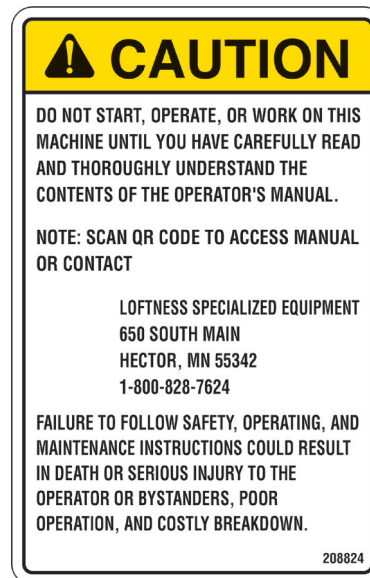 CAUTION
DO NOT START, OPERATE, OR WORK ON THIS
MACHINE UNTIL YOU HAVE CAREFULLY READ
AND THOROUGHLY UNDERSTAND THE
CONTENTS OF THE OPERATOR'S MANUAL.
NOTE: SCAN QR CODE TO ACCESS MANUAL
OR CONTACT
LOFTNESS SPECIALIZED EQUIPMENT
650 SOUTH MAIN
HECTOR, MN 55342
1-800-828-7624
FAILURE TO FOLLOW SAFETY, OPERATING, AND
MAINTENANCE INSTRUCTIONS COULD RESULT
IN DEATH OR SERIOUS INJURY TO THE
OPERATOR OR BYSTANDERS, POOR
OPERATION, AND COSTLY BREAKDOWN.
208824